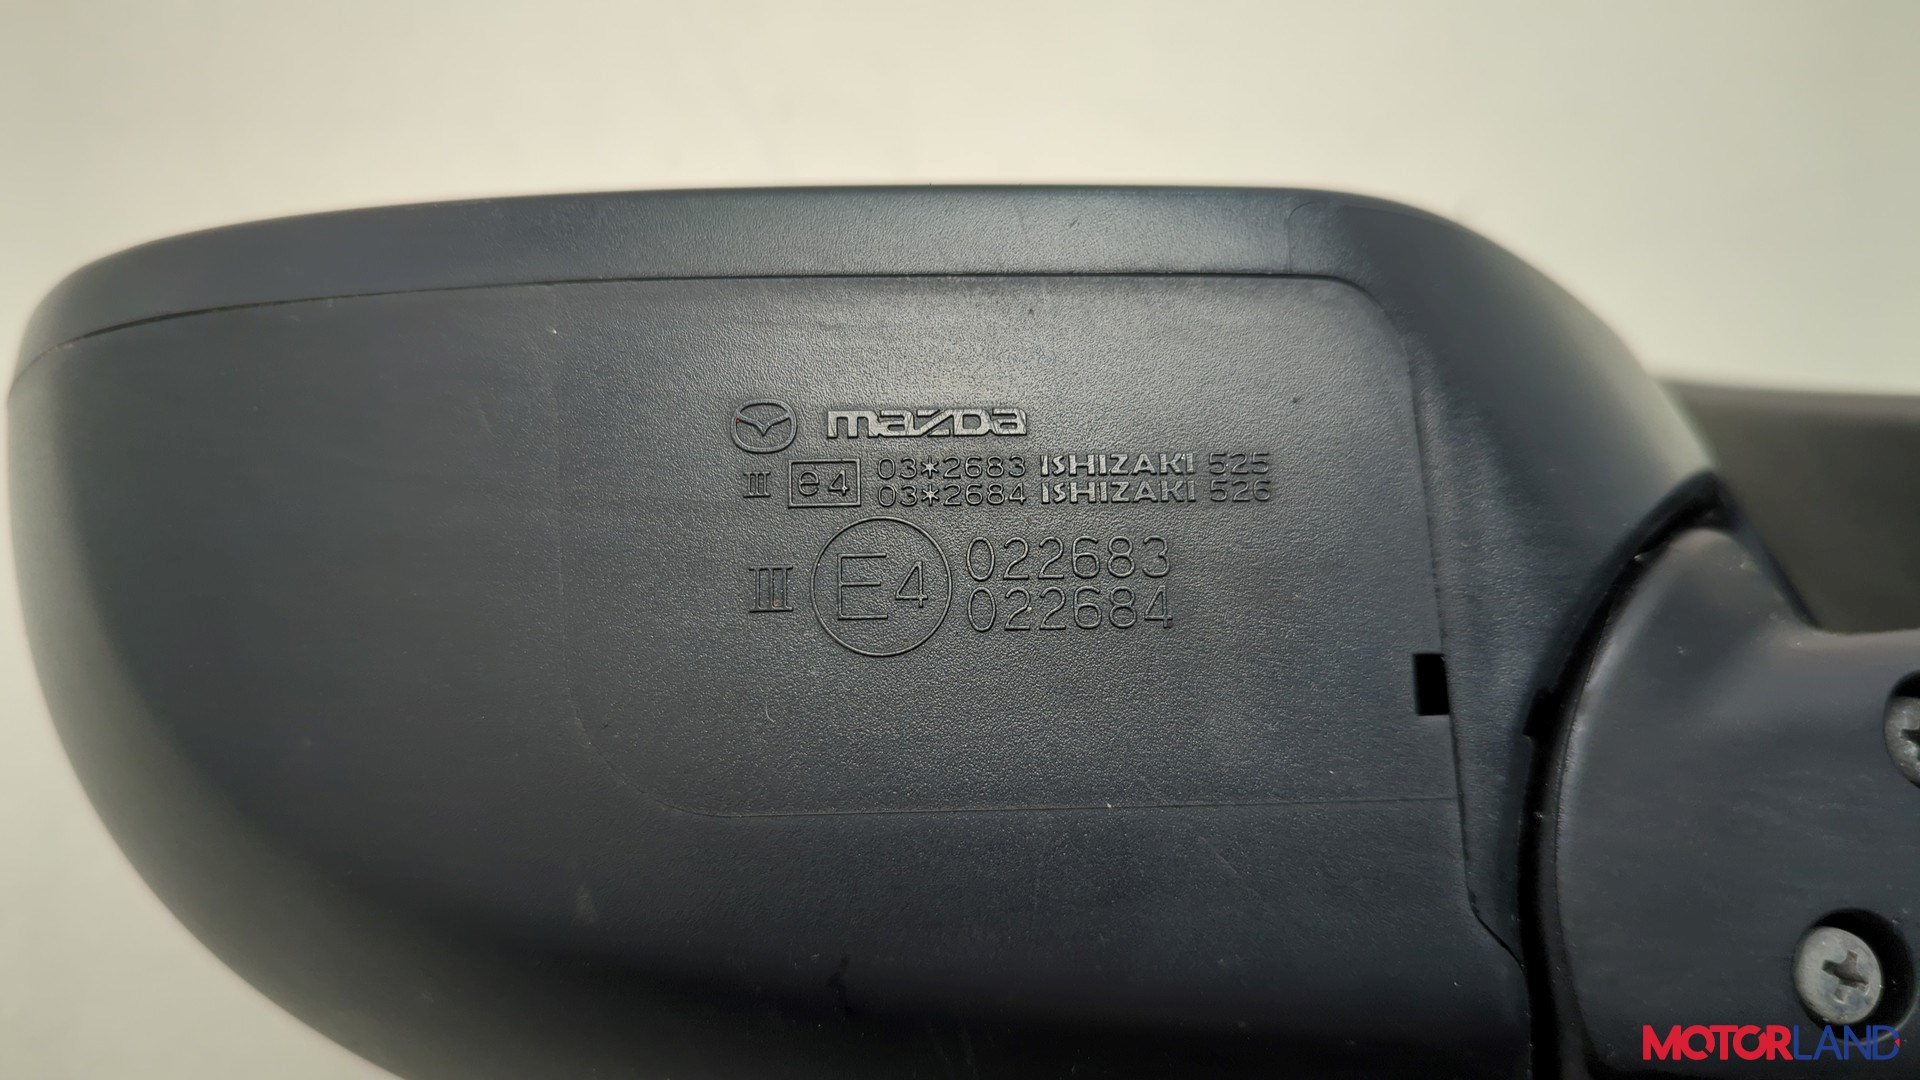 mazda
III e4 03*2683 ISHIZAKI 525
03*2684 ISHIZAKI 526
III E4 022683
022684
MOTORLAND